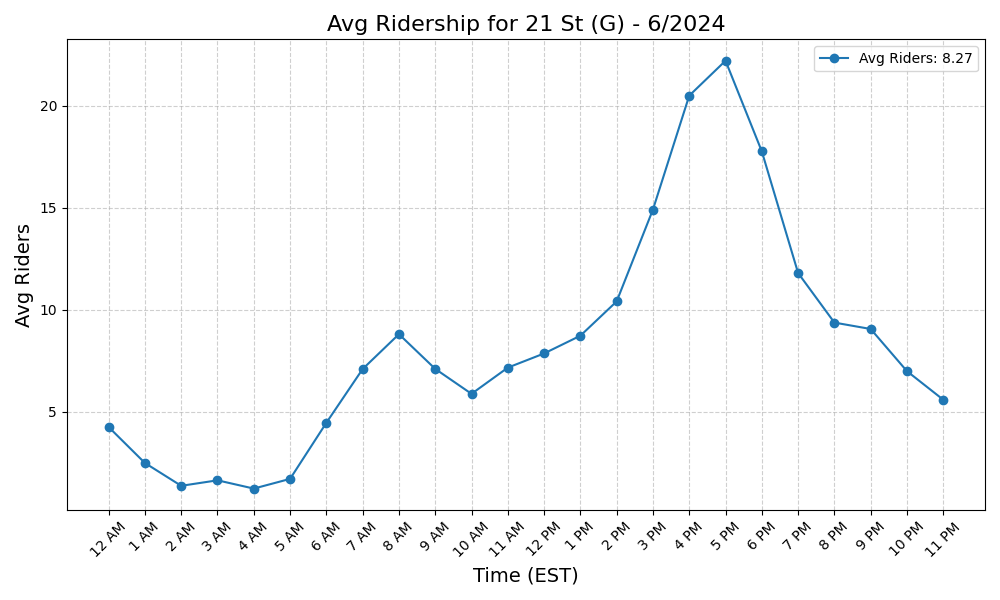 Avg Ridership for 21 St (G) - 6/2024
Avg Riders: 8.27
Avg Riders
20
15
10
5
12 AM
1 AM
2 AM
3 AM
4 AM
5 AM
6 AM
7 AM
8 AM
9 AM
10 AM
11 AM
12 PM
1 PM
2 PM
3 PM
4 PM
5 PM
6 PM
7 PM
8 PM
9 PM
10 PM
11 PM
Time (EST)